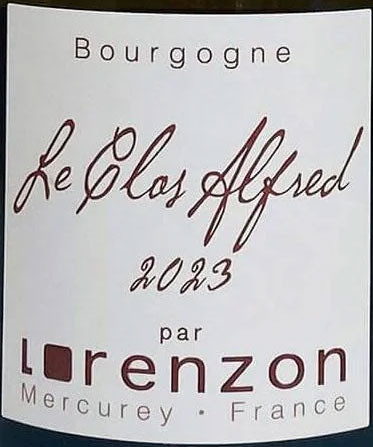 Bourgogne
Le Clos Alfred
2023
par
Lorenzon
Mercurey • France